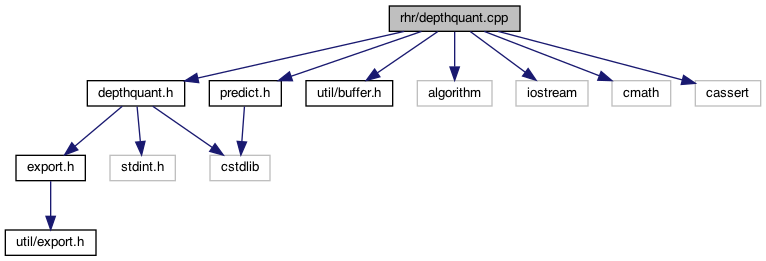 rhr/depthquant.cpp
depthquant.h
predict.h
util/buffer.h
algorithm
iostream
cmath
cassert
export.h
stdint.h
cstdlib
util/export.h